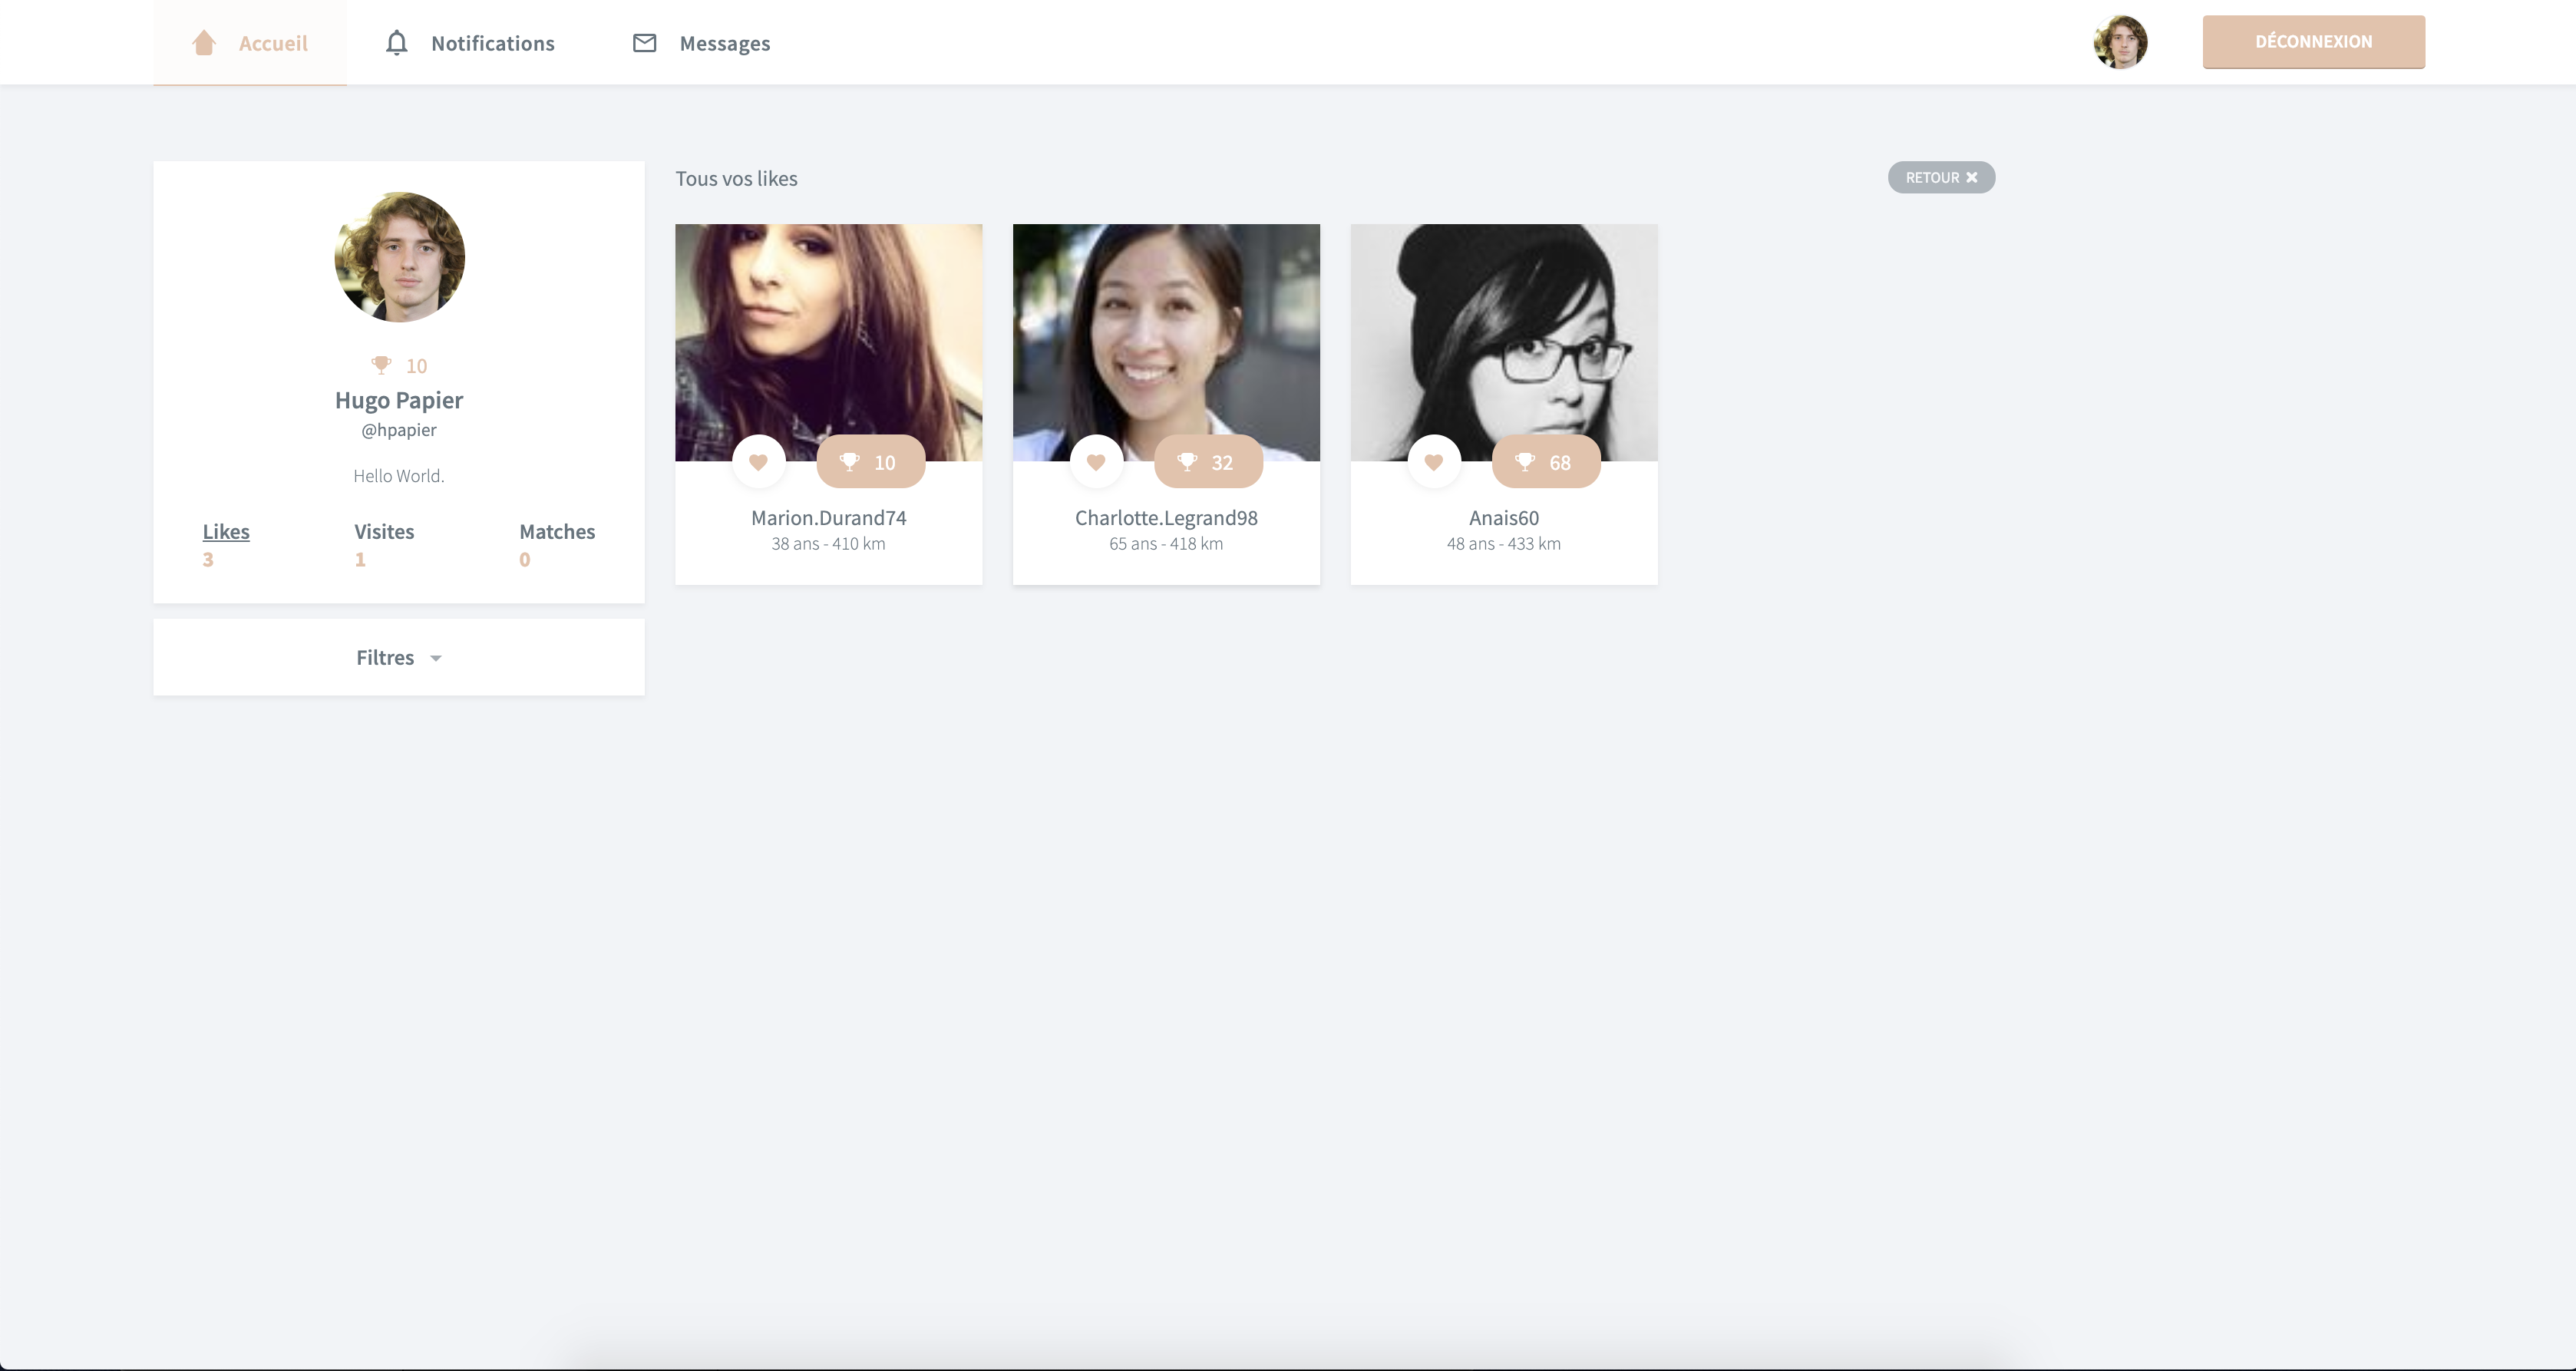 Accueil
Notifications
Messages
DÉCONNEXION
10
Hugo Papier
@hpapier
Hello World.
Likes
3
Visites
1
Matches
0
Filtres
Tous vos likes
RETOUR
10
Marion.Durand74
38 ans - 410 km
32
Charlotte.Legrand98
65 ans - 418 km
68
Anais60
48 ans - 433 km